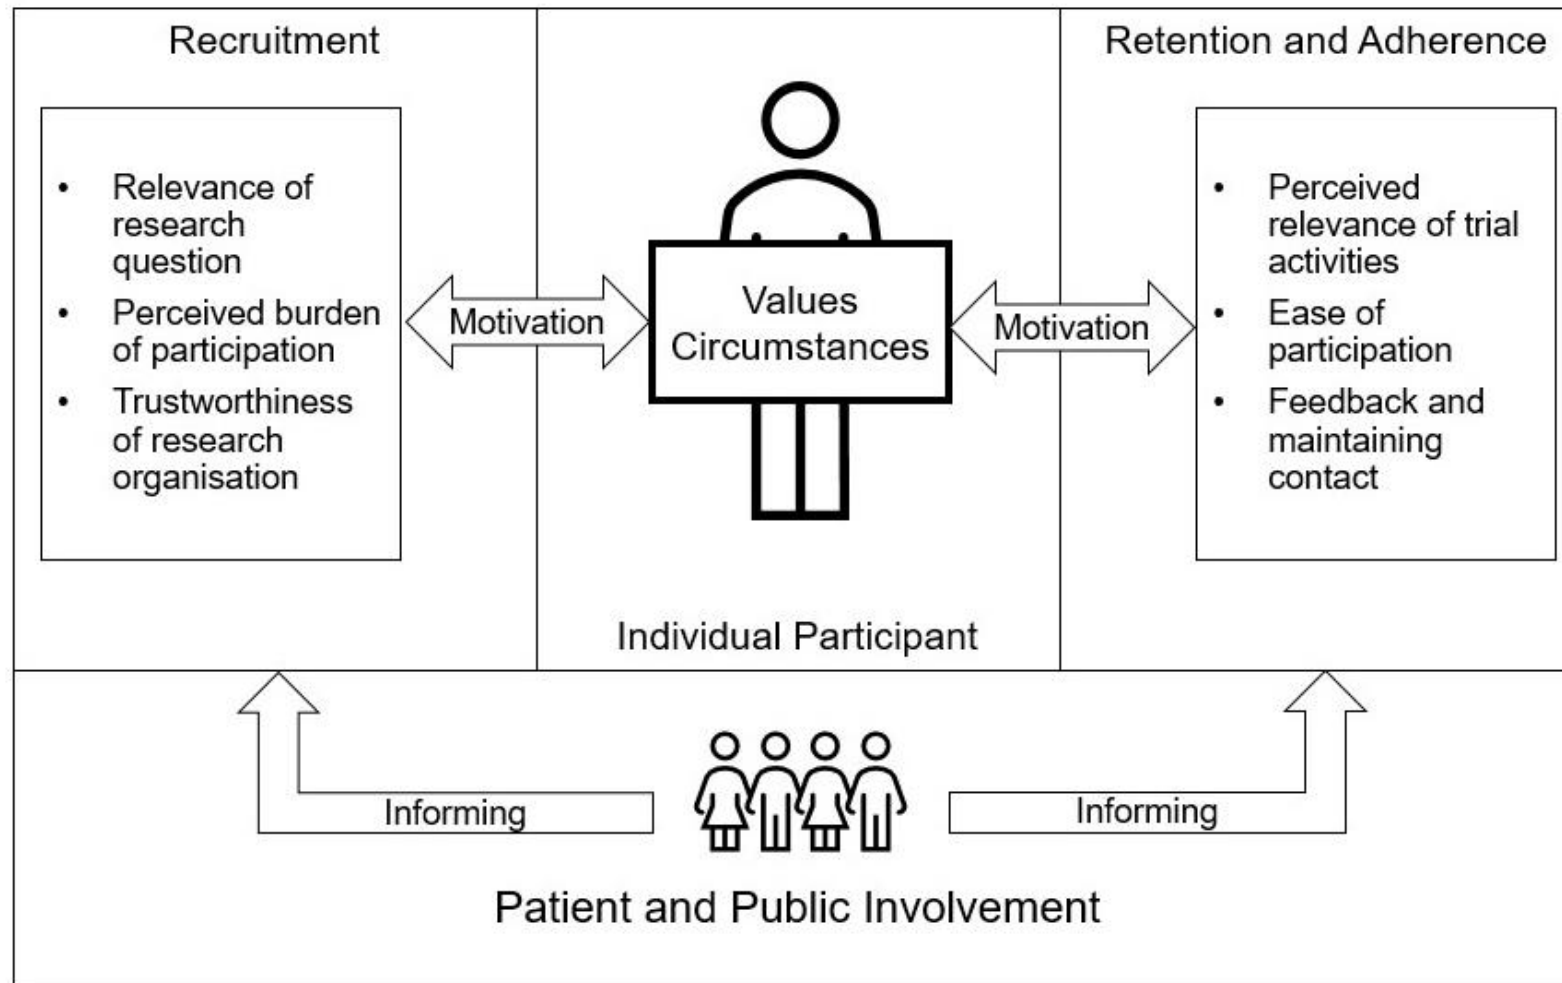 Recruitment
• Relevance of
research
question
• Perceived burden
of participation
• Trustworthiness
of research
organisation
Motivation
Values
Circumstances
Individual Participant
Motivation
Retention and Adherence
• Perceived
relevance of trial
activities
• Ease of
participation
• Feedback and
maintaining
contact
Informing
Informing
Patient and Public Involvement